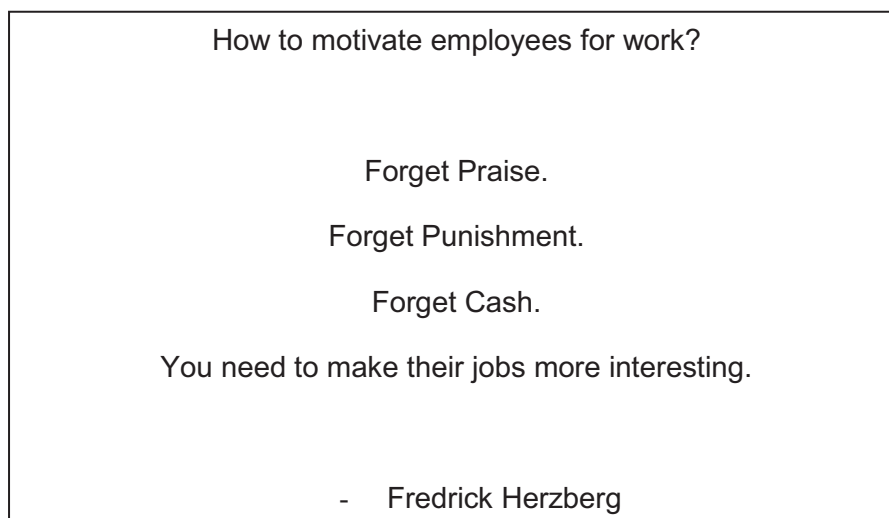 How to motivate employees for work?
Forget Praise.
Forget Punishment.
Forget Cash.
You need to make their jobs more interesting.
- Fredrick Herzberg